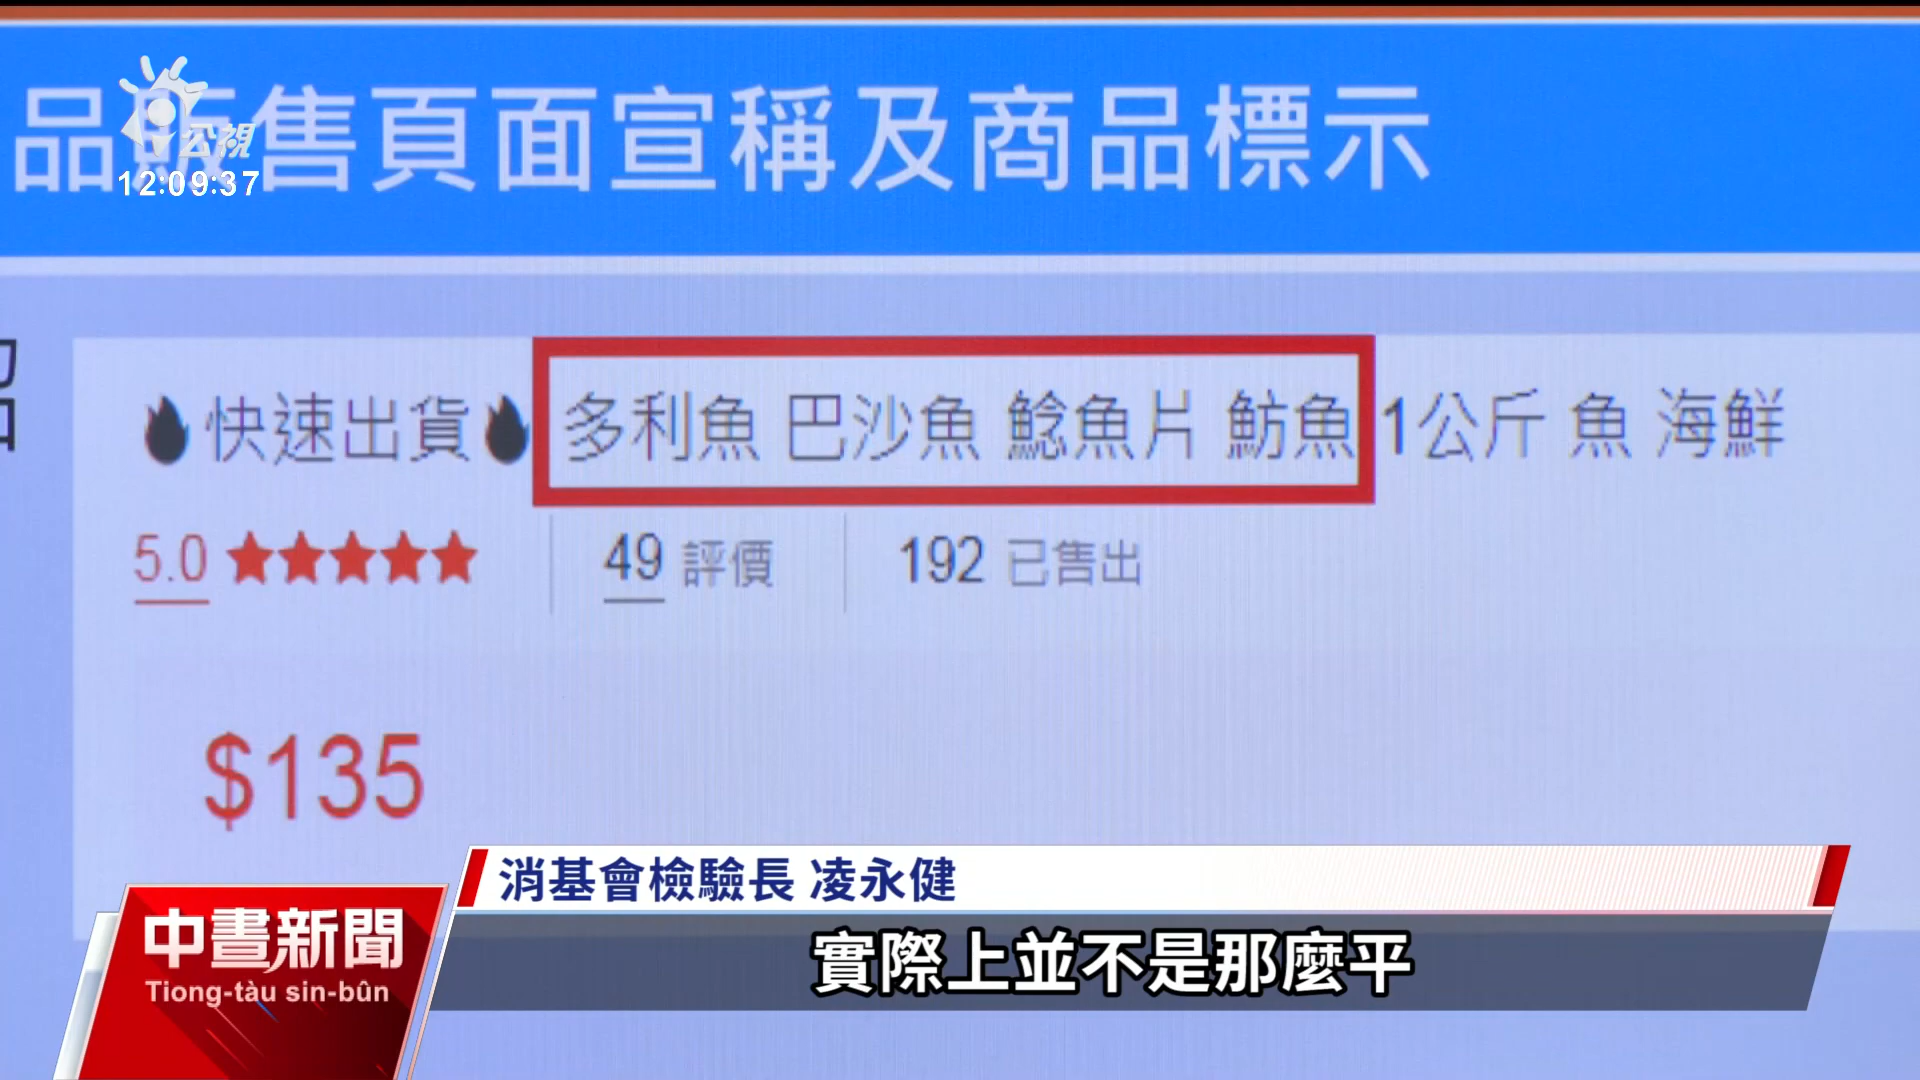 品販售頁面宣稱及商品標示
公視
12:09:37
快速出貨 多利魚 巴沙魚 鯰魚片 魴魚 1公斤 魚 海鮮
5.0 49 評價 192 已售出
$135
消基會檢驗長 凌永健
中晝新聞
Tiong-tàu sin-bûn
實際上並不是那麼平